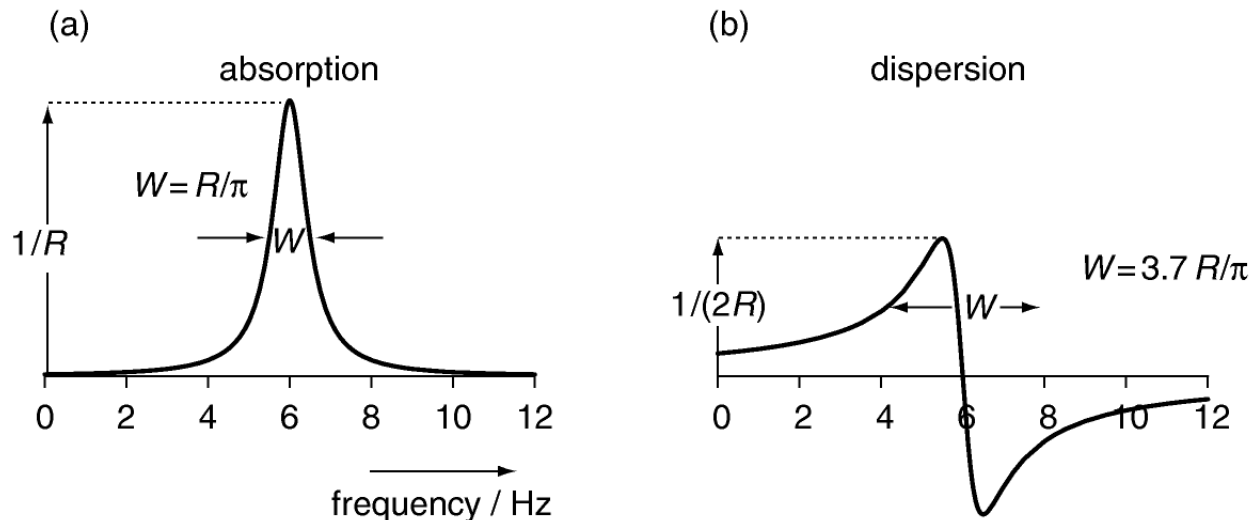 (a)
absorption
W = R/π
1/R
W
0 2 4 6 8 10 12
frequency / Hz
(b)
dispersion
W = 3.7 R/π
1/(2R)
W
0 2 4 6 8 10 12